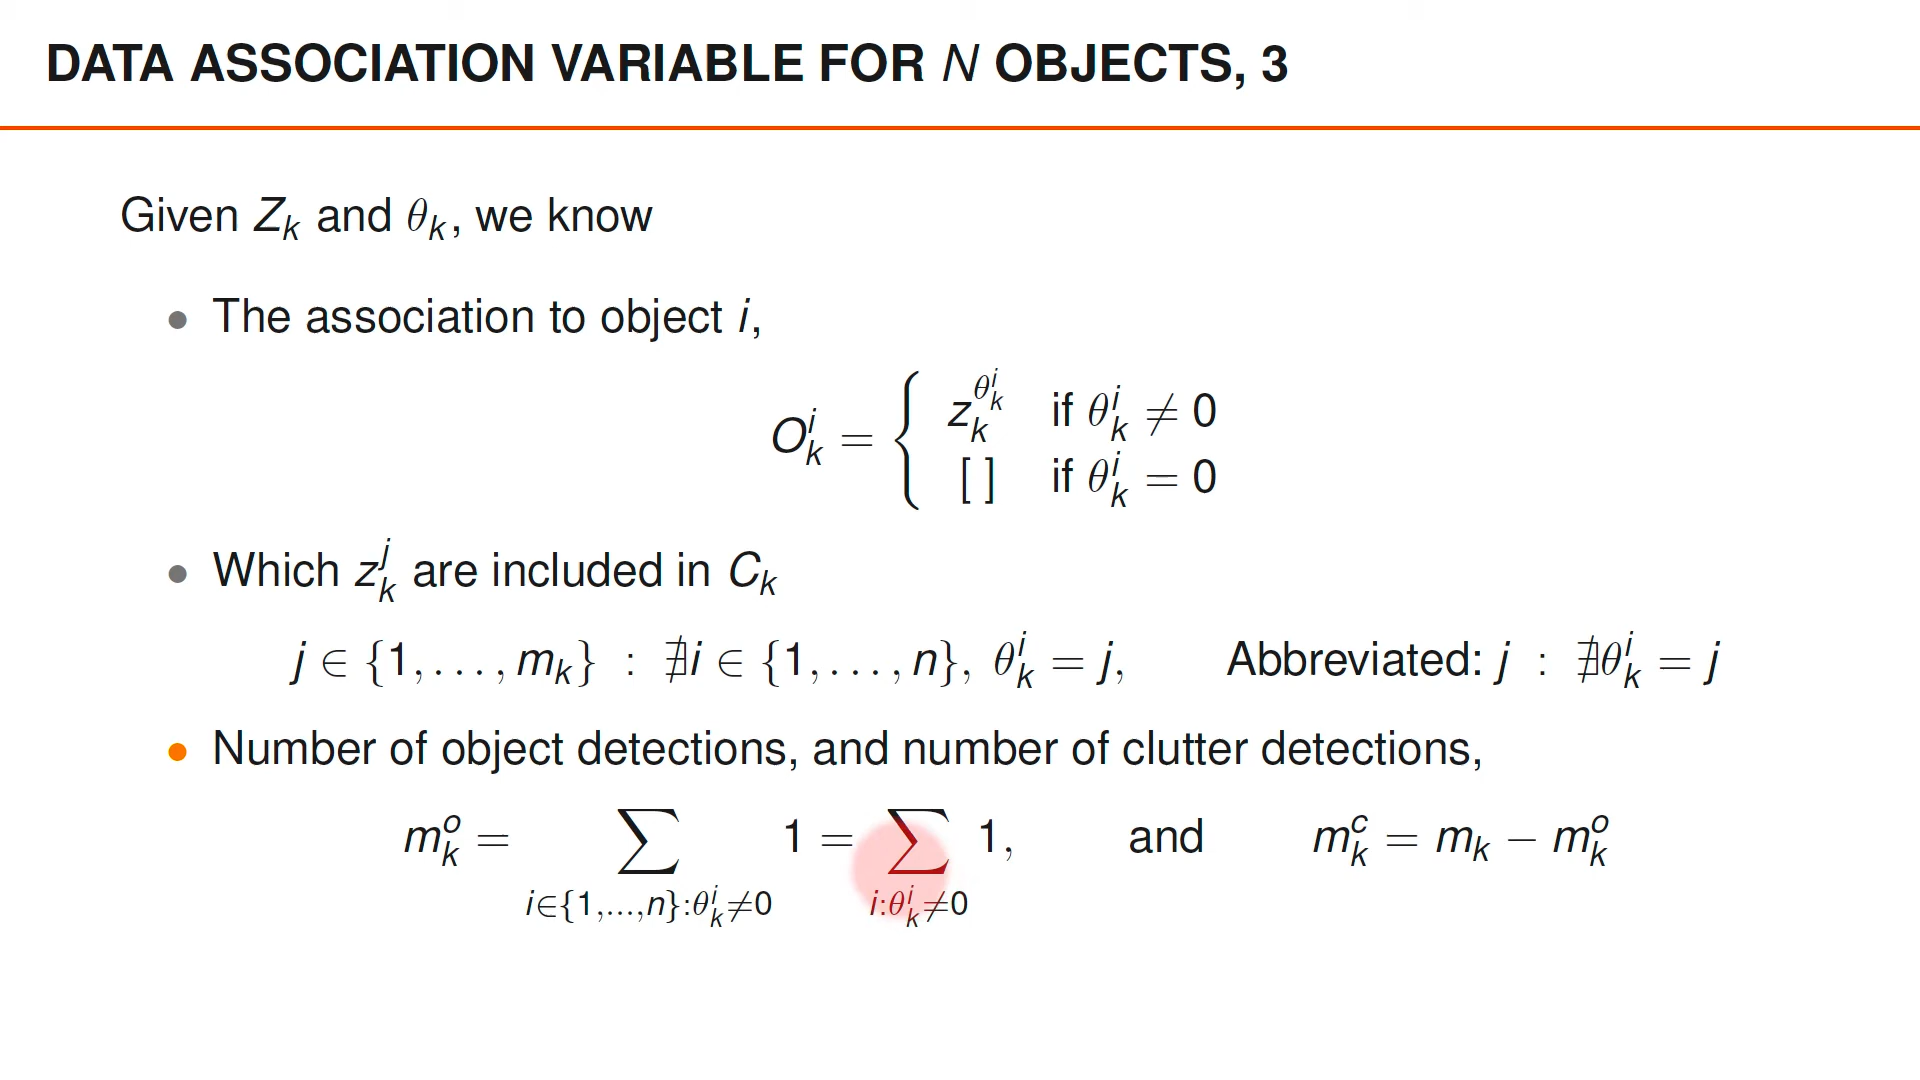 DATA ASSOCIATION VARIABLE FOR N OBJECTS, 3
Given Z_k and θ_k, we know
• The association to object i,
O_k^i = { z_k^{θ_k^i} if θ_k^i ≠ 0
[ ] if θ_k^i = 0
• Which z_k^j are included in C_k
j ∈ {1, . . . , m_k} : ∄i ∈ {1, . . . , n}, θ_k^i = j, Abbreviated: j : ∄θ_k^i = j
• Number of object detections, and number of clutter detections,
m_k^o = ∑_{i∈{1,...,n}:θ_k^i≠0} 1 = ∑_{i:θ_k^i≠0} 1, and m_k^c = m_k − m_k^o